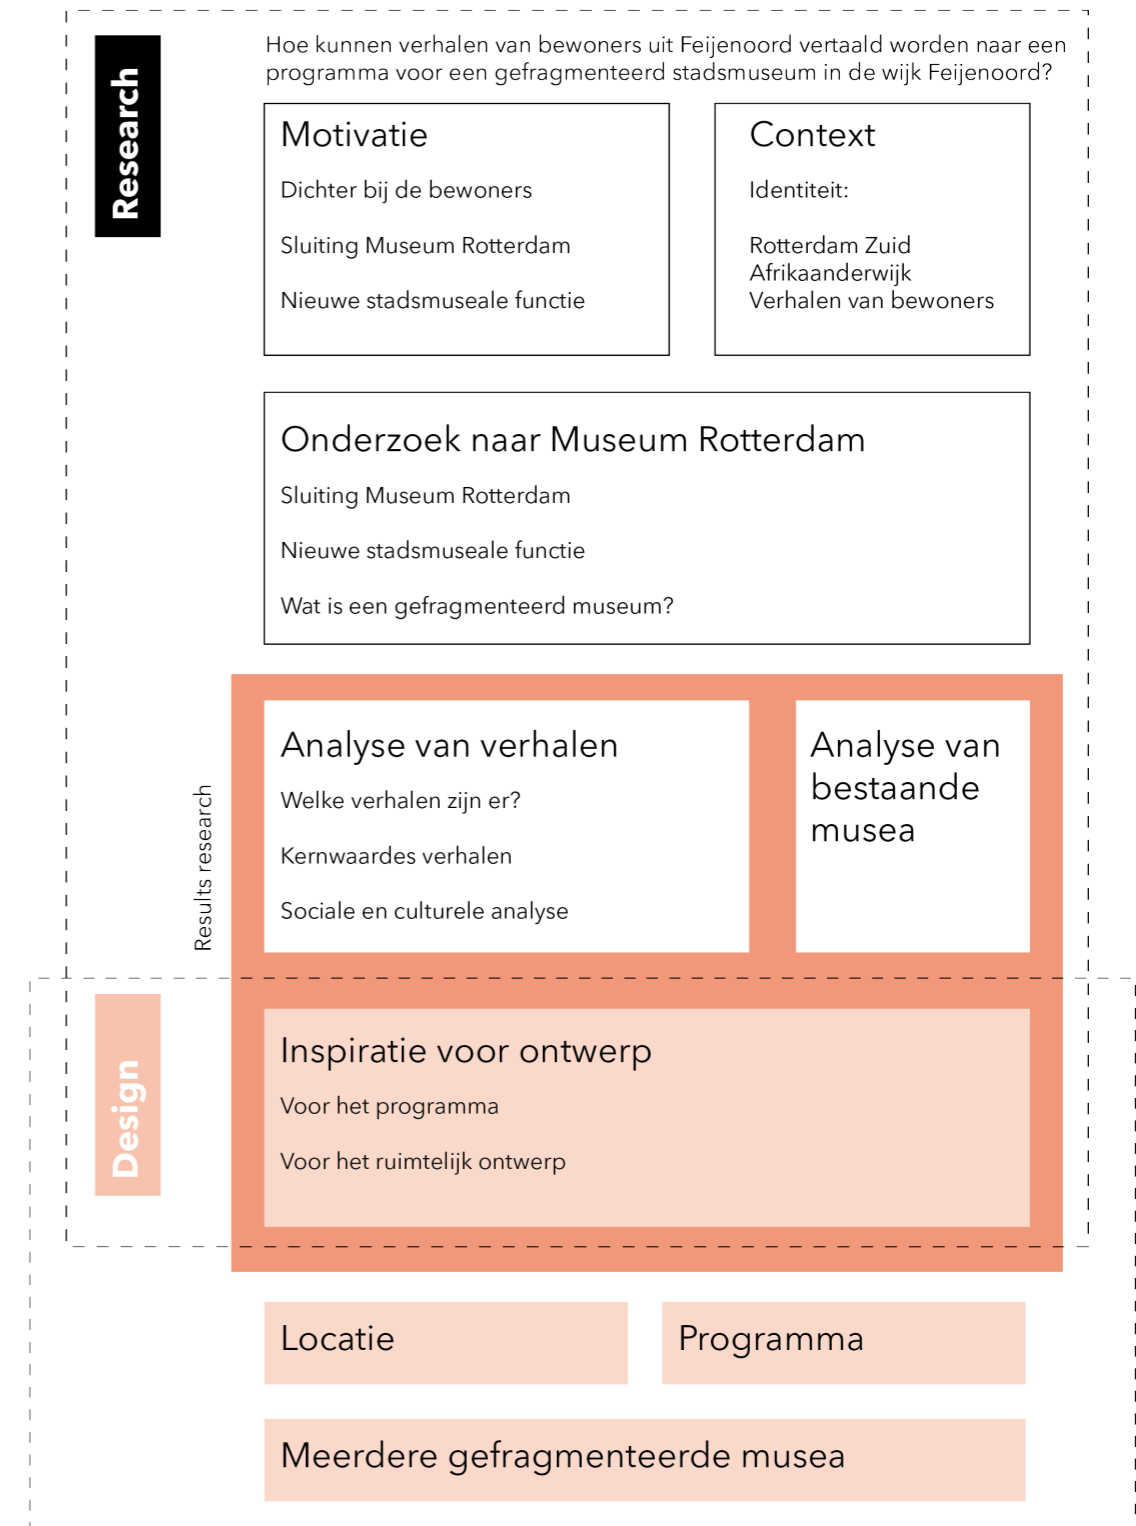 Hoe kunnen verhalen van bewoners uit Feijenoord vertaald worden naar een
programma voor een gefragmenteerd stadsmuseum in de wijk Feijenoord?
Research
Motivatie
Dichter bij de bewoners
Sluiting Museum Rotterdam
Nieuwe stadsmuseale functie
Context
Identiteit:
Rotterdam Zuid
Afrikaanderwijk
Verhalen van bewoners
Onderzoek naar Museum Rotterdam
Sluiting Museum Rotterdam
Nieuwe stadsmuseale functie
Wat is een gefragmenteerd museum?
Results research
Analyse van verhalen
Welke verhalen zijn er?
Kernwaardes verhalen
Sociale en culturele analyse
Analyse van
bestaande
musea
Design
Inspiratie voor ontwerp
Voor het programma
Voor het ruimtelijk ontwerp
Locatie
Programma
Meerdere gefragmenteerde musea